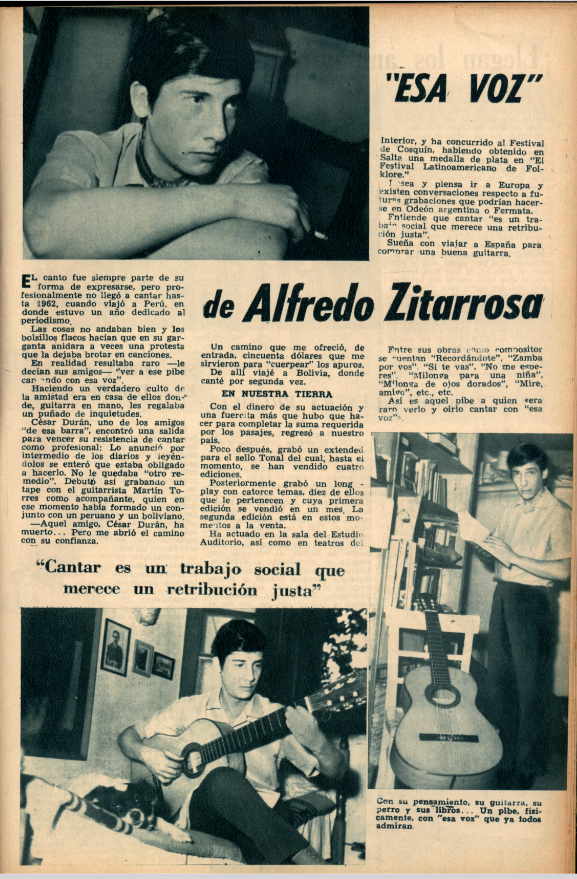 "ESA VOZ"
de Alfredo Zitarrosa
EL canto fue siempre parte de su
forma de expresarse, pero pro-
fesionalmente no llegó a cantar has-
ta 1962, cuando viajó a Perú, en
donde estuvo un año dedicado al
periodismo.
Las cosas no andaban bien y los
bolsillos flacos hacían que en su gar-
ganta anidara a veces una protesta
que la dejaba brotar en canciones.
En realidad resultaba raro —le
decían sus amigos— "ver a ese pibe
cantando con esa voz".
Haciendo un verdadero culto de
la amistad era en casa de ellos don-
de, guitarra en mano, les regalaba
un puñado de inquietudes.
César Durán, uno de los amigos
"de esa barra", encontró una salida
para vencer su resistencia de cantar
como profesional; Lo anunció por
intermedio de los diarios y leyén-
dolos se enteró que estaba obligado
a hacerlo. No le quedaba "otro re-
medio". Debutó así grabando un
tape con el guitarrista Martín To-
rres como acompañante, quien en
ese momento había formado un con-
junto con un peruano y un boliviano.
—Aquel amigo, César Durán, ha
muerto... Pero me abrió el camino
con su confianza.
Un camino que me ofreció, de
entrada, cincuenta dólares que me
sirvieron para "cuerpear" los apuros.
De allí viajé a Bolivia, donde
canté por segunda vez.
EN NUESTRA TIERRA
Con el dinero de su actuación y
una fuercita más que hubo que ha-
cer para completar la suma requerida
por los pasajes, regresó a nuestro
país.
Poco después, grabó un extended
para el sello Tonal del cual, hasta el
momento, se han vendido cuatro
ediciones.
Posteriormente grabó un long -
play con catorce temas, diez de ellos
que le pertenecen y cuya primera
edición se vendió en un mes. La
segunda edición está en estos mo-
mentos a la venta.
Ha actuado en la sala del Estudio
Auditorio, así como en teatros del
Interior, y ha concurrido al Festival
de Cosquín, habiendo obtenido en
Salta una medalla de plata en "El
Festival Latinoamericano de Fol-
klore."
y piensa ir a Europa y
existen conversaciones respecto a fu-
turas grabaciones que podrían hacer-
se en Odeón argentina o Fermata.
Entiende que cantar "es un tra-
bajo social que merece una retribu-
ción justa".
Sueña con viajar a España para
comprar una buena guitarra.
Entre sus obras como compositor
se cuentan "Recordándote", "Zamba
por vos", "Si te vas", "No me espe-
res", "Milonga para una niña",
"Milonga de ojos dorados", "Mire,
amigo", etc., etc.
Así es aquel pibe a quien era
raro verlo y oírlo cantar con "esa
voz".
"Cantar es un trabajo social que
merece un retribución justa"
Con su pensamiento, su guitarra, su
perro y sus libros... Un pibe, físi-
camente, con "esa voz" que ya todos
admiran.